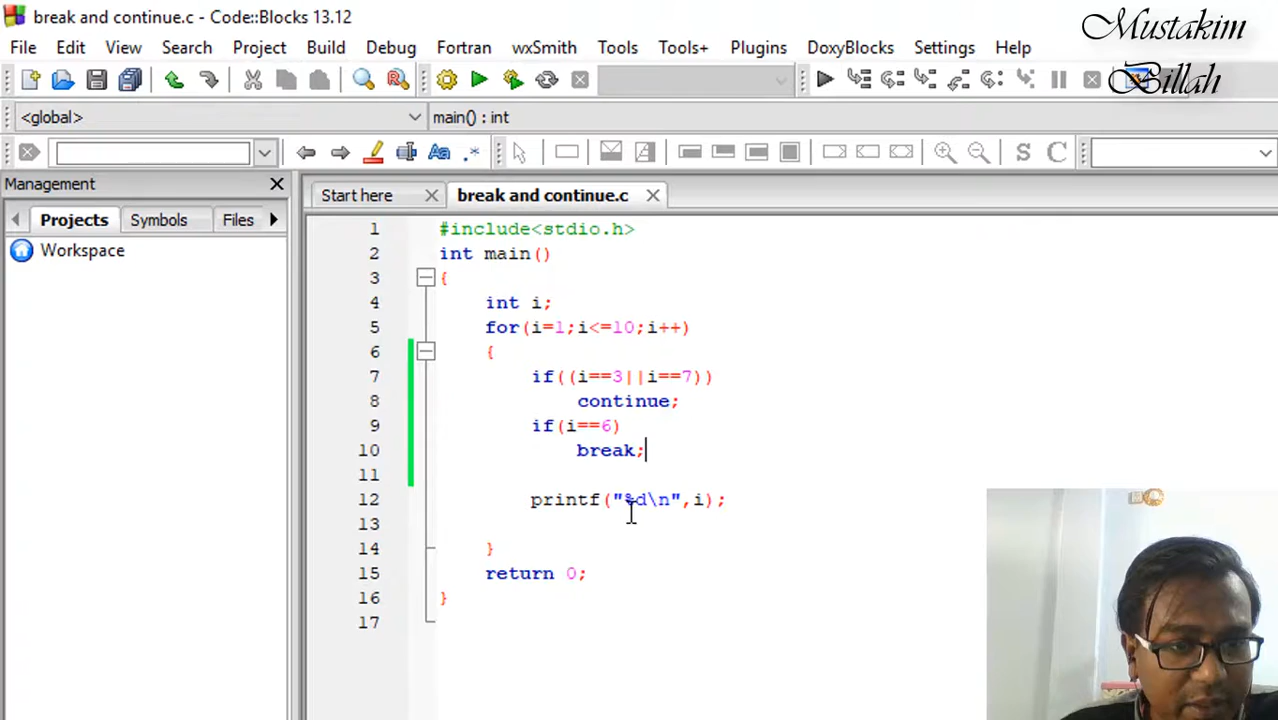 break and continue.c - Code::Blocks 13.12
Mustakim
Billah
File Edit View Search Project Build Debug Fortran wxSmith Tools Tools+ Plugins DoxyBlocks Settings Help
<global> main() : int
Management
Projects Symbols Files
Workspace
Start here break and continue.c
1 #include<stdio.h>
2 int main()
3 {
4 int i;
5 for(i=1;i<=10;i++)
6 {
7 if((i==3||i==7))
8 continue;
9 if(i==6)
10 break;
11
12 printf("%d\n",i);
13
14 }
15 return 0;
16 }
17